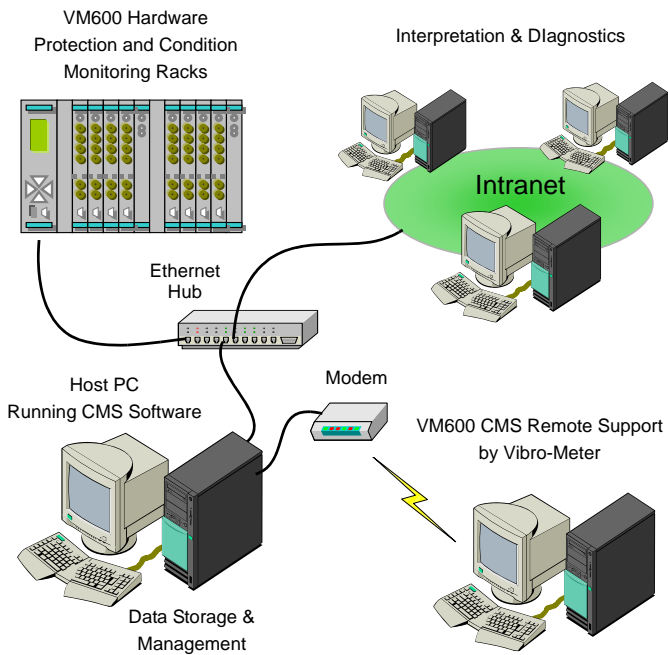 VM600 Hardware
Protection and Condition
Monitoring Racks
Interpretation & DIagnostics
Intranet
Ethernet
Hub
Host PC
Running CMS Software
Modem
VM600 CMS Remote Support
by Vibro-Meter
Data Storage &
Management